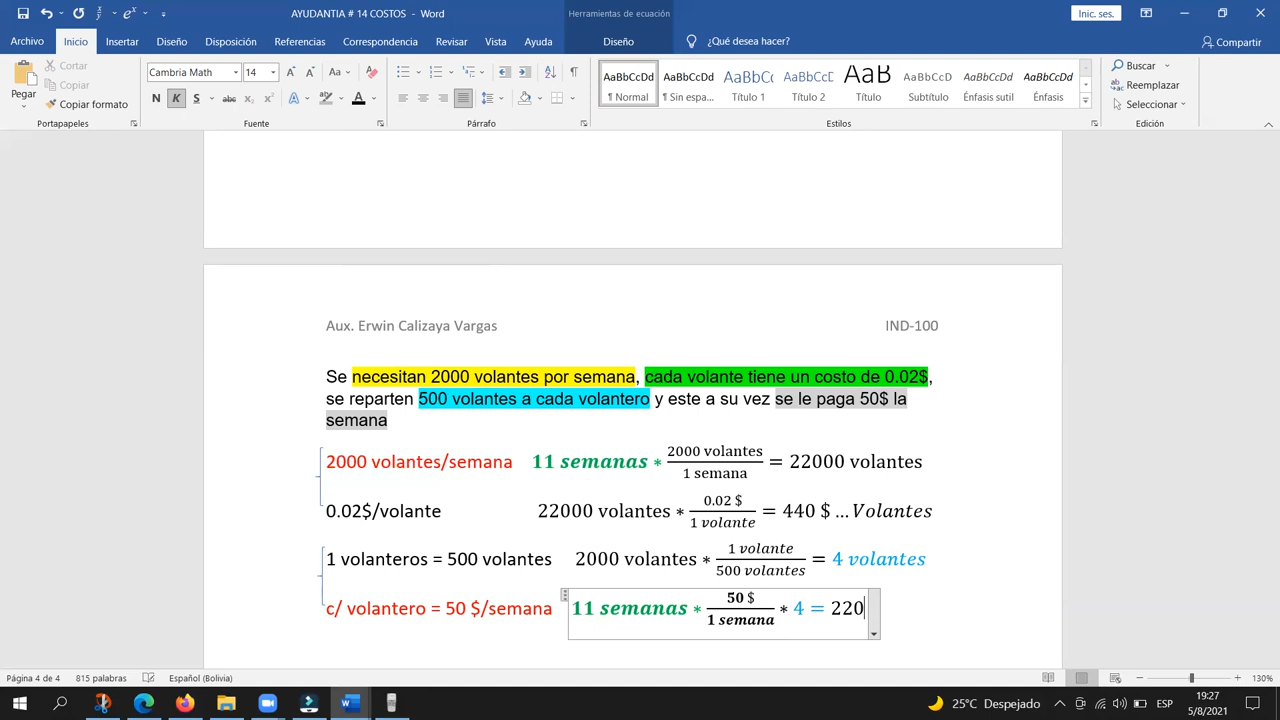 AYUDANTIA # 14 COSTOS - Word
Herramientas de ecuación
Inic. ses.
Archivo Inicio Insertar Diseño Disposición Referencias Correspondencia Revisar Vista Ayuda Diseño ¿Qué desea hacer? Compartir
Pegar
Cortar
Copiar
Copiar formato
Portapapeles
Cambria Math 14
N K S abc x₂ x²
Fuente
Párrafo
AaBbCcDd AaBbCcDd AaBbCc AaBbCcD AaB AaBbCcD AaBbCcDd AaBbCcDd
¶ Normal ¶ Sin espa... Título 1 Título 2 Título Subtítulo Énfasis sutil Énfasis
Estilos
Buscar
Reemplazar
Seleccionar
Edición
Aux. Erwin Calizaya Vargas IND-100
Se necesitan 2000 volantes por semana, cada volante tiene un costo de 0.02$,
se reparten 500 volantes a cada volantero y este a su vez se le paga 50$ la
semana
2000 volantes/semana 11 semanas * 2000 volantes / 1 semana = 22000 volantes
0.02$/volante 22000 volantes * 0.02 $ / 1 volante = 440 $ ... Volantes
1 volanteros = 500 volantes 2000 volantes * 1 volante / 500 volantes = 4 volantes
c/ volantero = 50 $/semana 11 semanas * 50 $ / 1 semana * 4 = 220
Página 4 de 4 815 palabras Español (Bolivia) 130%
25°C Despejado ESP 19:27
5/8/2021